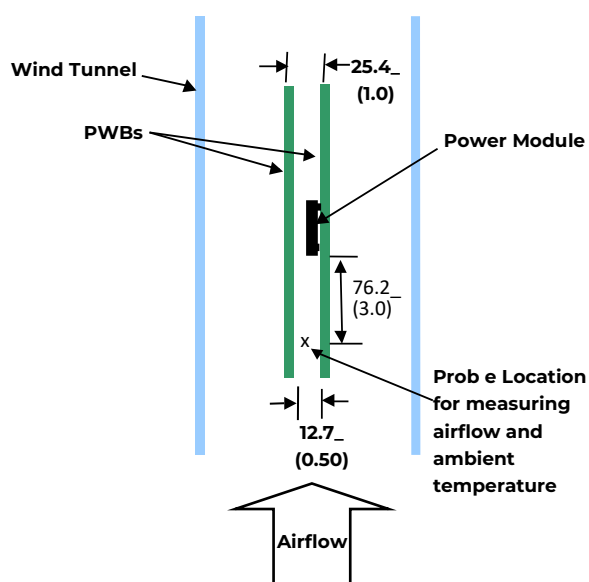 25.4_
(1.0)
Wind Tunnel
PWBs
Power Module
76.2_
(3.0)
x
Prob e Location
for measuring
airflow and
ambient
temperature
12.7_
(0.50)
Airflow